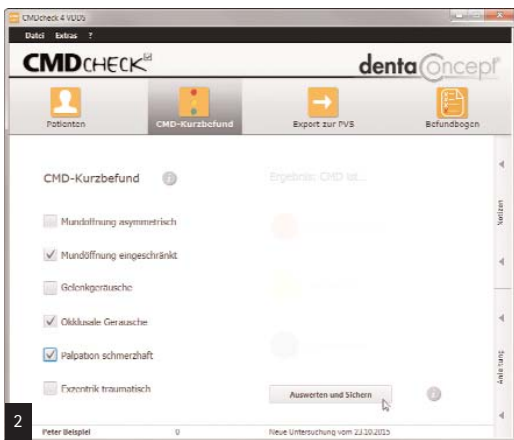 CMDcheck 4 VDDS
Datei Extras ?
CMDCHECK
dentaConcept
Patienten
CMD-Kurzbefund
Export zur PVS
Befundbogen
CMD-Kurzbefund
Ergebnis: CMD ist...
Mundöffnung asymmetrisch
Mundöffnung eingeschränkt
Gelenkgeräusche
Okklusale Geräusche
Palpation schmerzhaft
Exzentrik traumatisch
Auswerten und Sichern
Notizen
Anleitung
2
Peter Beispiel 0 Neue Untersuchung vom 23.10.2015